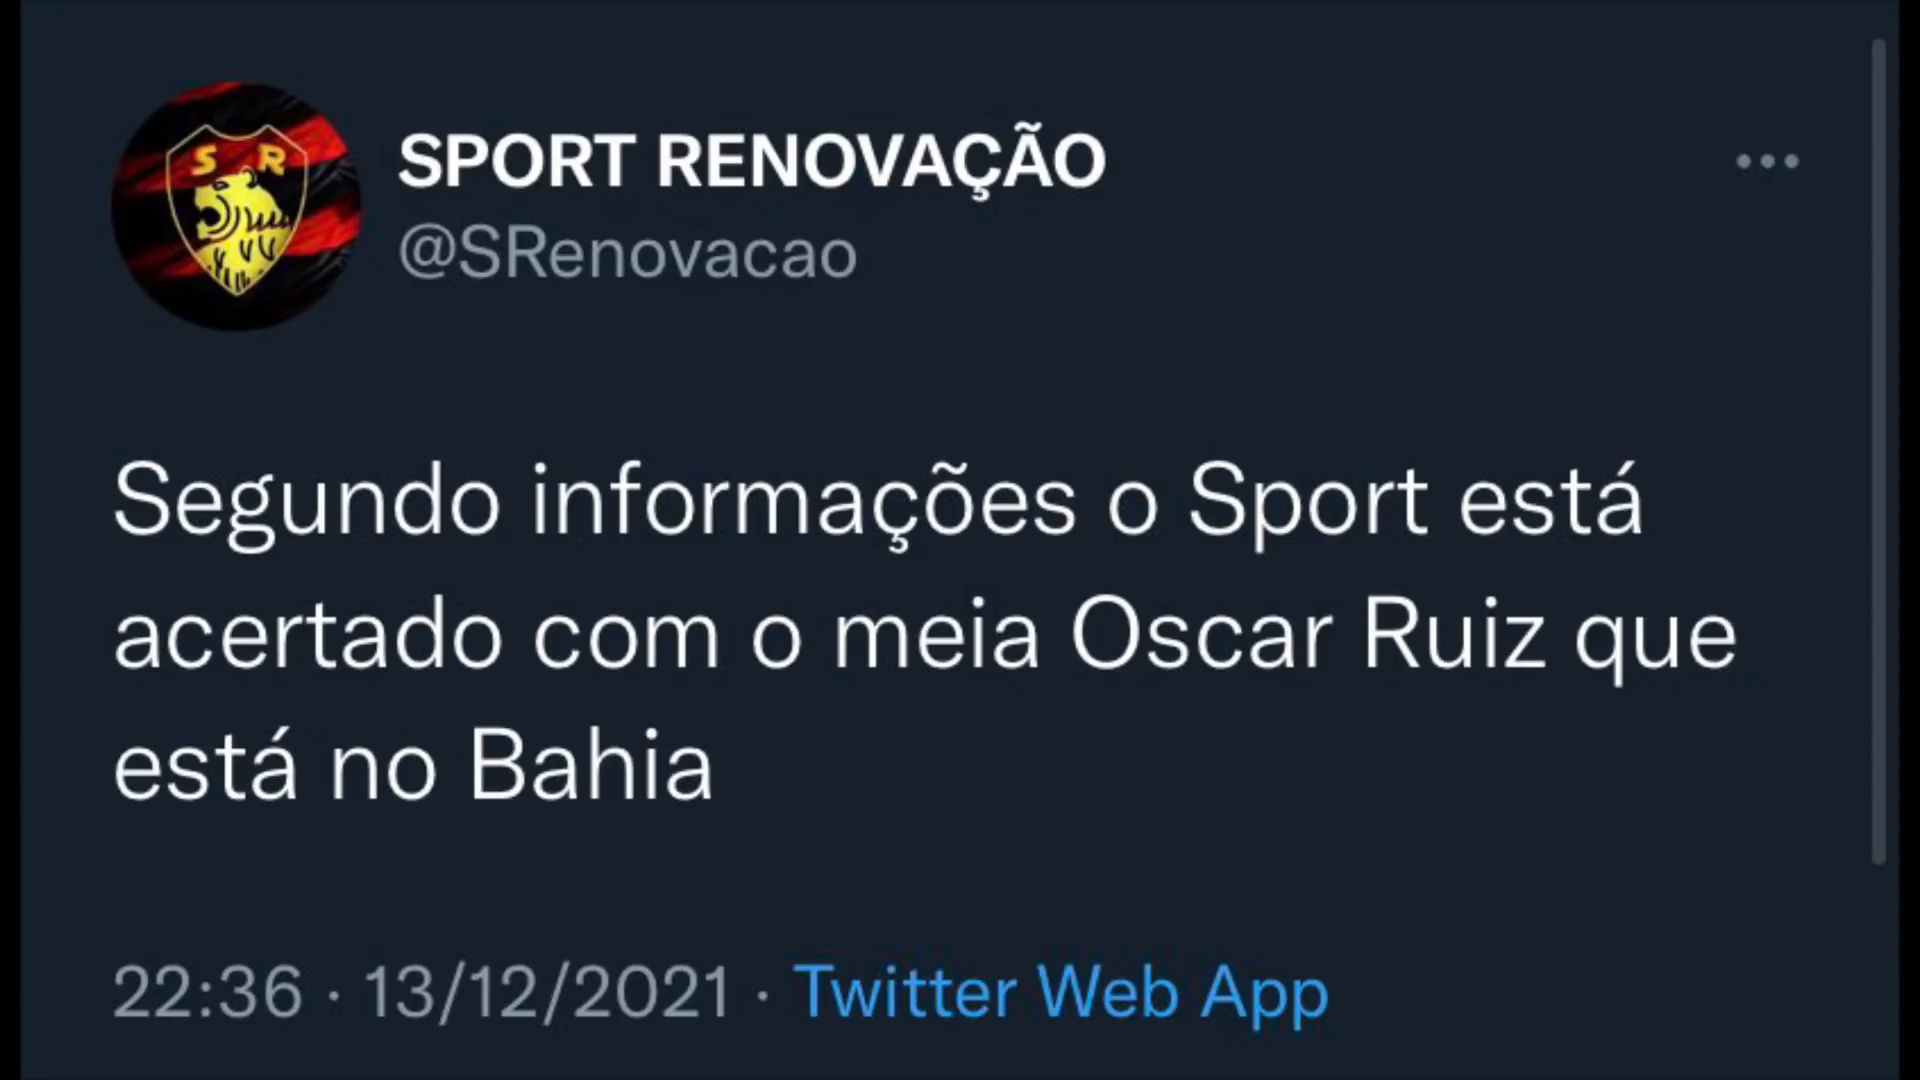 S R
SPORT RENOVAÇÃO
@SRenovacao
Segundo informações o Sport está
acertado com o meia Oscar Ruiz que
está no Bahia
22:36 · 13/12/2021 · Twitter Web App